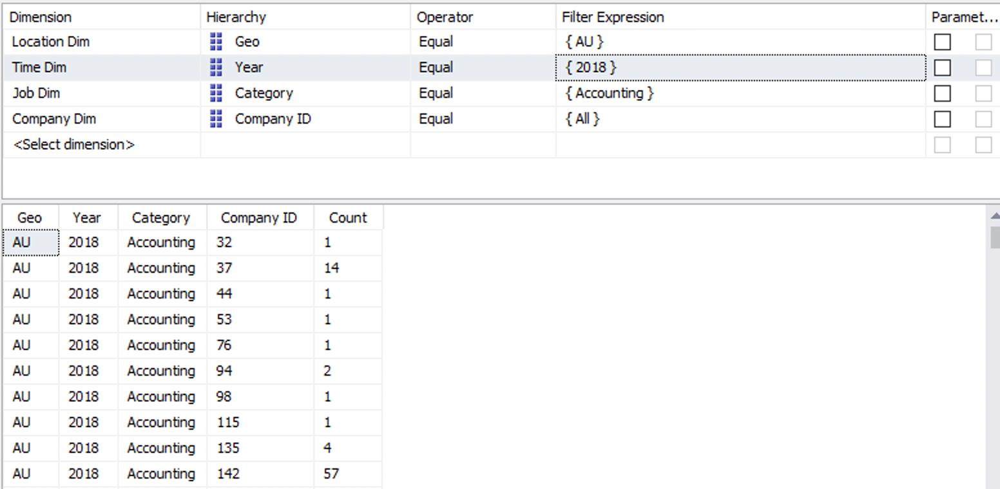 Dimension Hierarchy Operator Filter Expression Paramet...
Location Dim Geo Equal { AU }
Time Dim Year Equal { 2018 }
Job Dim Category Equal { Accounting }
Company Dim Company ID Equal { All }
<Select dimension>
Geo Year Category Company ID Count
AU 2018 Accounting 32 1
AU 2018 Accounting 37 14
AU 2018 Accounting 44 1
AU 2018 Accounting 53 1
AU 2018 Accounting 76 1
AU 2018 Accounting 94 2
AU 2018 Accounting 98 1
AU 2018 Accounting 115 1
AU 2018 Accounting 135 4
AU 2018 Accounting 142 57